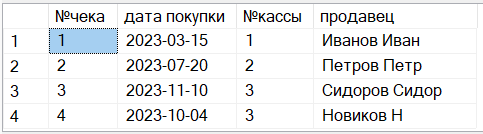 №чека дата покупки №кассы продавец
1 1 2023-03-15 1 Иванов Иван
2 2 2023-07-20 2 Петров Петр
3 3 2023-11-10 3 Сидоров Сидор
4 4 2023-10-04 3 Новиков Н